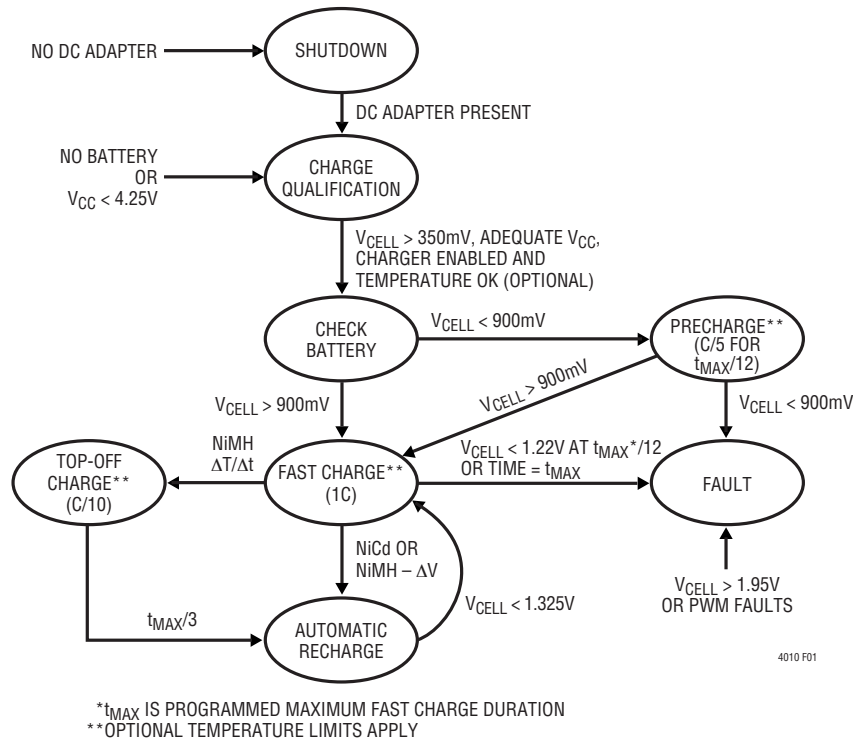 NO DC ADAPTER
SHUTDOWN
DC ADAPTER PRESENT
NO BATTERY
OR
VCC < 4.25V
CHARGE
QUALIFICATION
VCELL > 350mV, ADEQUATE VCC,
CHARGER ENABLED AND
TEMPERATURE OK (OPTIONAL)
CHECK
BATTERY
VCELL < 900mV
PRECHARGE**
(C/5 FOR
tMAX/12)
VCELL > 900mV
VCELL > 900mV
VCELL < 900mV
TOP-OFF
CHARGE**
(C/10)
NiMH
ΔT/Δt
FAST CHARGE**
(1C)
VCELL < 1.22V AT tMAX*/12
OR TIME = tMAX
FAULT
NiCd OR
NiMH – ΔV
VCELL < 1.325V
VCELL > 1.95V
OR PWM FAULTS
tMAX/3
AUTOMATIC
RECHARGE
4010 F01
*tMAX IS PROGRAMMED MAXIMUM FAST CHARGE DURATION
**OPTIONAL TEMPERATURE LIMITS APPLY